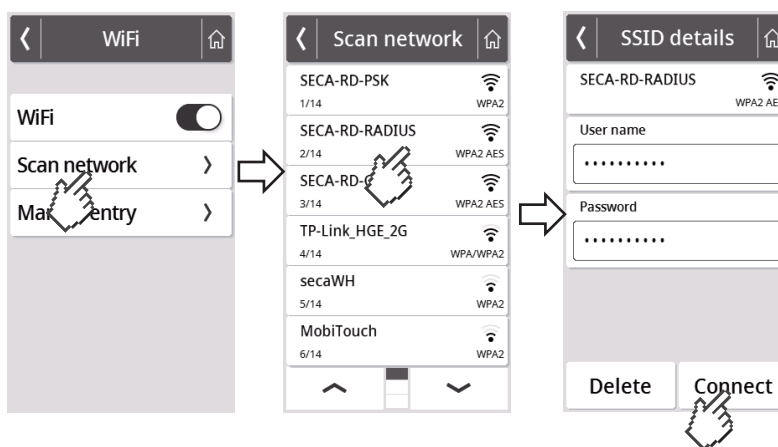 WiFi
WiFi
Scan network
entry
Scan network
SECA-RD-PSK
1/14 WPA2
SECA-RD-RADIUS
2/14 WPA2 AES
SECA-RD-
3/14 WPA2 AES
TP-Link_HGE_2G
4/14 WPA/WPA2
secaWH
5/14 WPA2
MobiTouch
6/14 WPA2
SSID details
SECA-RD-RADIUS
WPA2 AE
User name
··········
Password
··········
Delete Connect